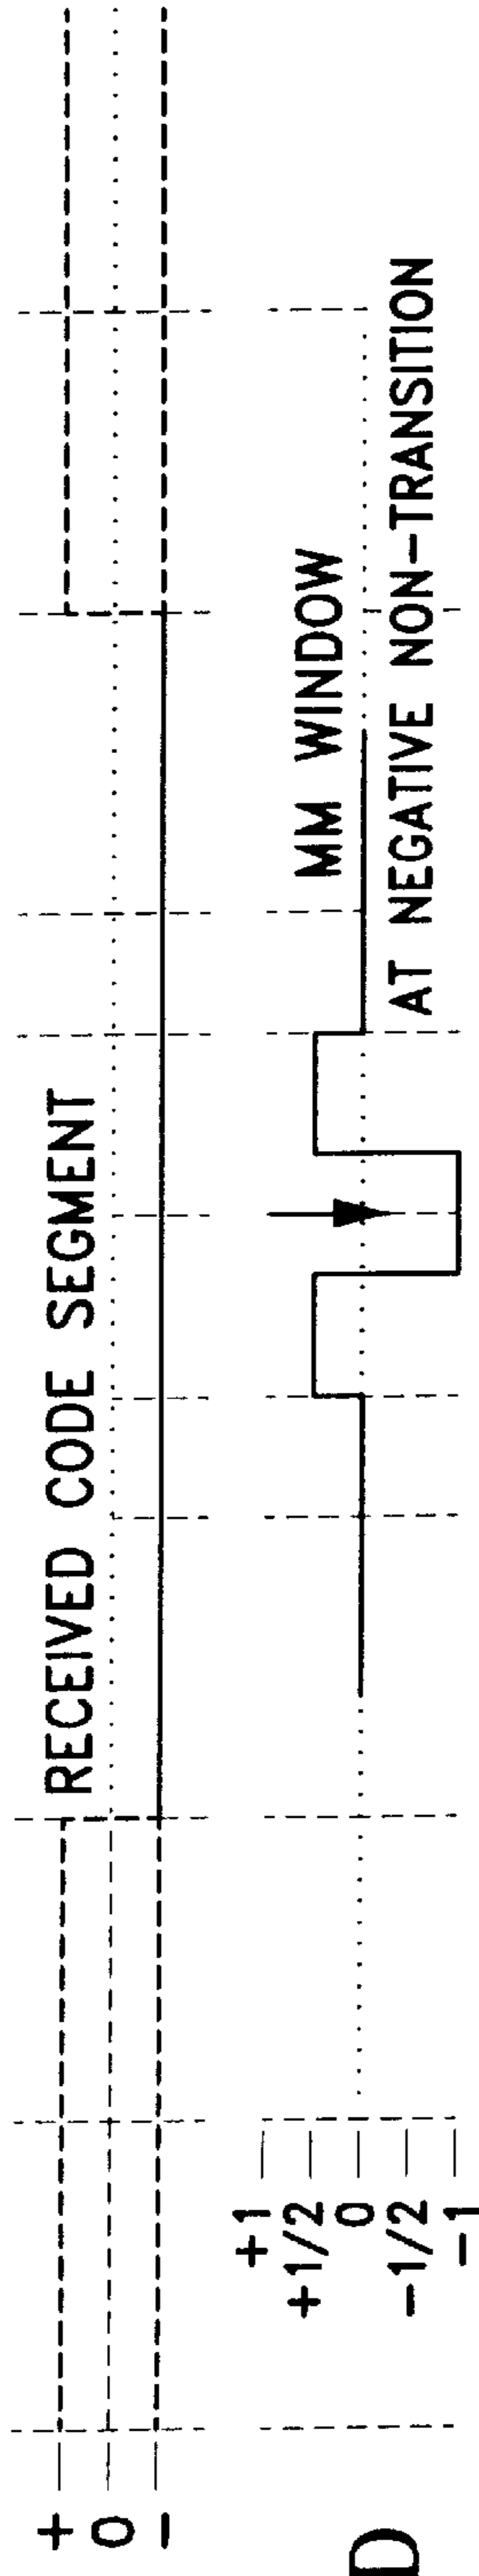 +
0
−
RECEIVED CODE SEGMENT
D
+1
+1/2
0
−1/2
−1
MM WINDOW
AT NEGATIVE NON−TRANSITION